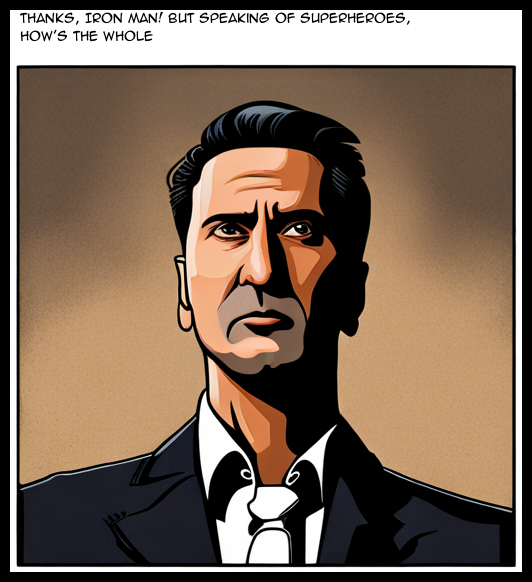 THANKS, IRON MAN! BUT SPEAKING OF SUPERHEROES,
HOW'S THE WHOLE